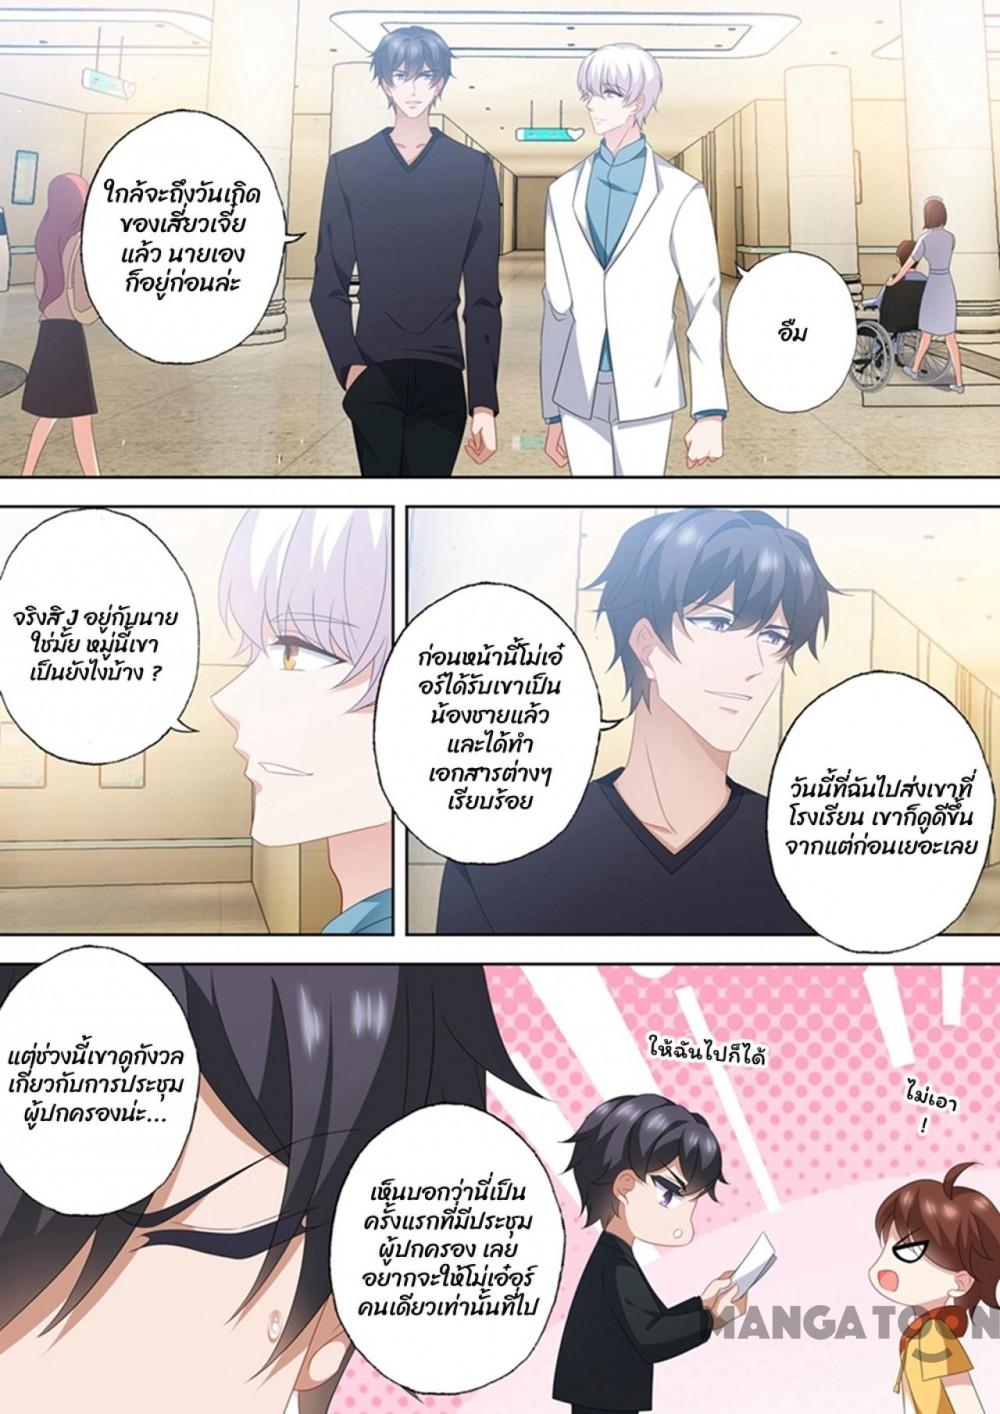 ใกล้จะถึงวันเกิด
ของเสี่ยวเจี๋ย
แล้ว นายเอง
ก็อยู่ก่อนล่ะ
อืม
จริงสิ J อยู่กับนาย
ใช่มั้ย หมู่นี้เขา
เป็นยังไงบ้าง ?
ก่อนหน้านี้โม่เอ๋
อร์ได้รับเขาเป็น
น้องชายแล้ว
และได้ทำ
เอกสารต่างๆ
เรียบร้อย
วันนี้ที่ฉันไปส่งเขาที่
โรงเรียน เขาก็ดูดีขึ้น
จากแต่ก่อนเยอะเลย
แต่ช่วงนี้เขาดูกังวล
เกี่ยวกับการประชุม
ผู้ปกครองน่ะ...
เห็นบอกว่านี่เป็น
ครั้งแรกที่มีประชุม
ผู้ปกครอง เลย
อยากจะให้โม่เอ๋อร์
คนเดียวเท่านั้นที่ไป
ให้ฉันไปก็ได้
ไม่เอา
!
MANGATOON